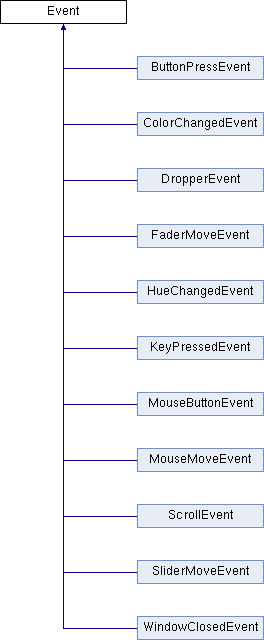 Event
ButtonPressEvent
ColorChangedEvent
DropperEvent
FaderMoveEvent
HueChangedEvent
KeyPressedEvent
MouseButtonEvent
MouseMoveEvent
ScrollEvent
SliderMoveEvent
WindowClosedEvent